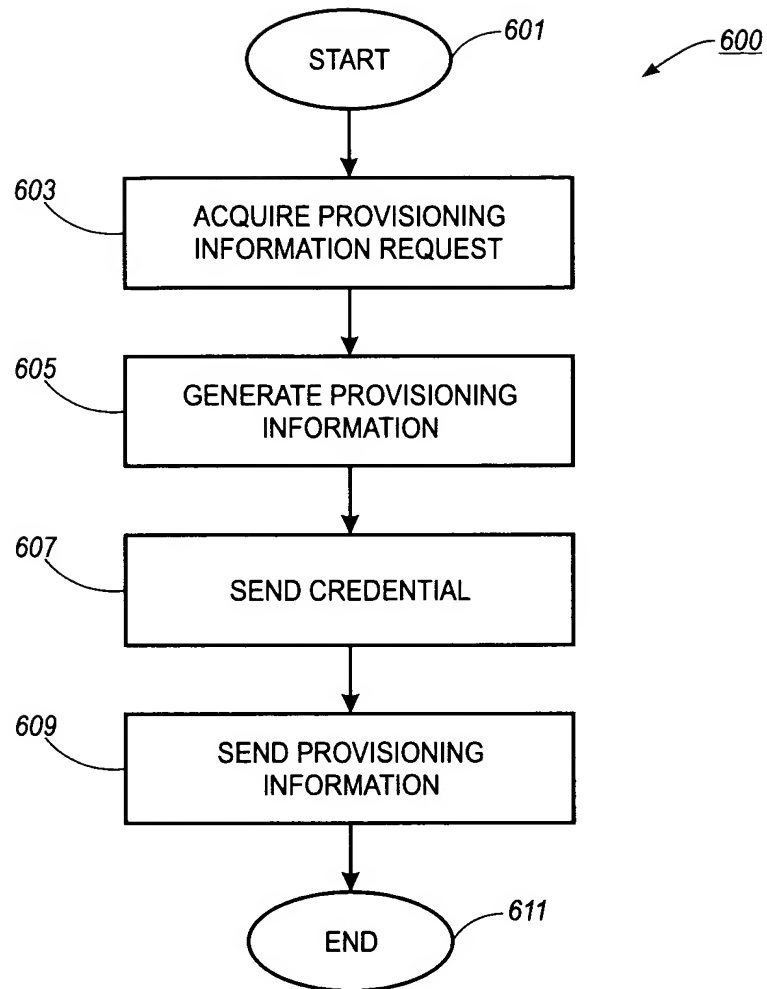 START
601
600
603
ACQUIRE PROVISIONING
INFORMATION REQUEST
605
GENERATE PROVISIONING
INFORMATION
607
SEND CREDENTIAL
609
SEND PROVISIONING
INFORMATION
END
611